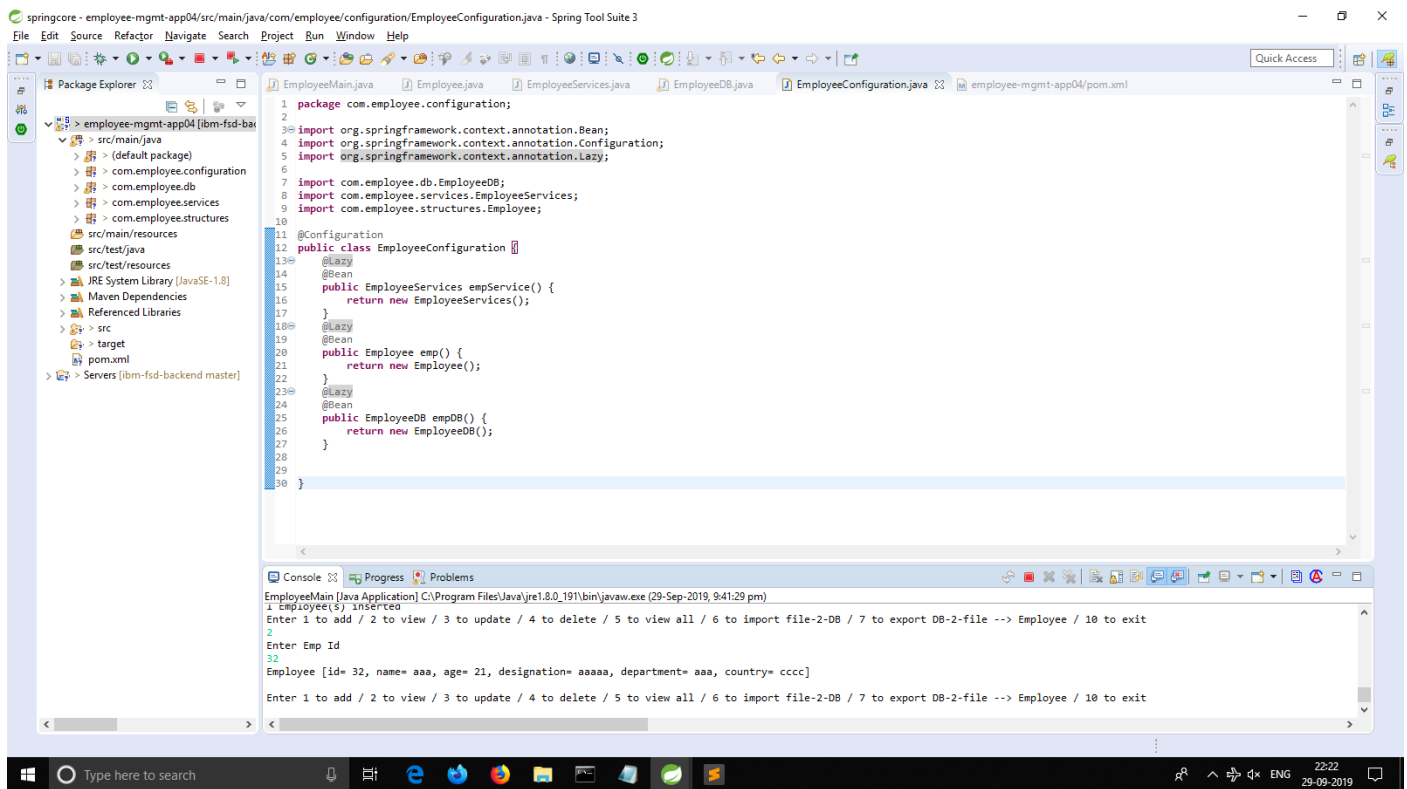 springcore - employee-mgmt-app04/src/main/java/com/employee/configuration/EmployeeConfiguration.java - Spring Tool Suite 3
File Edit Source Refactor Navigate Search Project Run Window Help
Quick Access
Package Explorer
EmployeeMain.java Employee.java EmployeeServices.java EmployeeDB.java EmployeeConfiguration.java employee-mgmt-app04/pom.xml
> employee-mgmt-app04 [ibm-fsd-bac
> src/main/java
> (default package)
> com.employee.configuration
> com.employee.db
> com.employee.services
> com.employee.structures
src/main/resources
src/test/java
src/test/resources
JRE System Library [JavaSE-1.8]
Maven Dependencies
Referenced Libraries
> src
> target
pom.xml
> Servers [ibm-fsd-backend master]
1 package com.employee.configuration;
2
3 import org.springframework.context.annotation.Bean;
4 import org.springframework.context.annotation.Configuration;
5 import org.springframework.context.annotation.Lazy;
6
7 import com.employee.db.EmployeeDB;
8 import com.employee.services.EmployeeServices;
9 import com.employee.structures.Employee;
10
11 @Configuration
12 public class EmployeeConfiguration {
13 @Lazy
14 @Bean
15 public EmployeeServices empService() {
16 return new EmployeeServices();
17 }
18 @Lazy
19 @Bean
20 public Employee emp() {
21 return new Employee();
22 }
23 @Lazy
24 @Bean
25 public EmployeeDB empDB() {
26 return new EmployeeDB();
27 }
28
29
30 }
Console Progress Problems
EmployeeMain [Java Application] C:\Program Files\Java\jre1.8.0_191\bin\javaw.exe (29-Sep-2019, 9:41:29 pm)
1 Employee(s) inserted
Enter 1 to add / 2 to view / 3 to update / 4 to delete / 5 to view all / 6 to import file-2-DB / 7 to export DB-2-file --> Employee / 10 to exit
2
Enter Emp Id
32
Employee [id= 32, name= aaa, age= 21, designation= aaaaa, department= aaa, country= cccc]
Enter 1 to add / 2 to view / 3 to update / 4 to delete / 5 to view all / 6 to import file-2-DB / 7 to export DB-2-file --> Employee / 10 to exit
Type here to search
ENG
22:22
29-09-2019